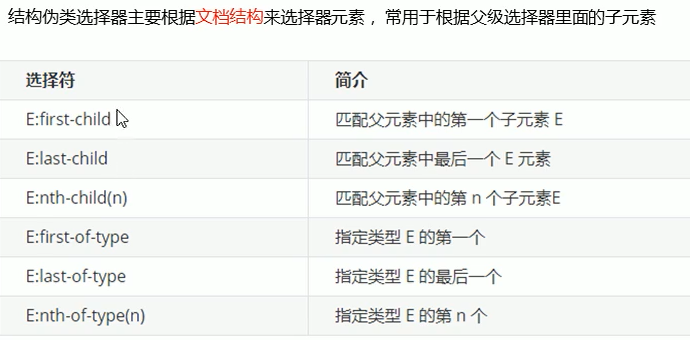 结构伪类选择器主要根据文档结构来选择器元素，常用于根据父级选择器里面的子元素
选择符 简介
E:first-child 匹配父元素中的第一个子元素 E
E:last-child 匹配父元素中最后一个 E 元素
E:nth-child(n) 匹配父元素中的第 n 个子元素E
E:first-of-type 指定类型 E 的第一个
E:last-of-type 指定类型 E 的最后一个
E:nth-of-type(n) 指定类型 E 的第 n 个